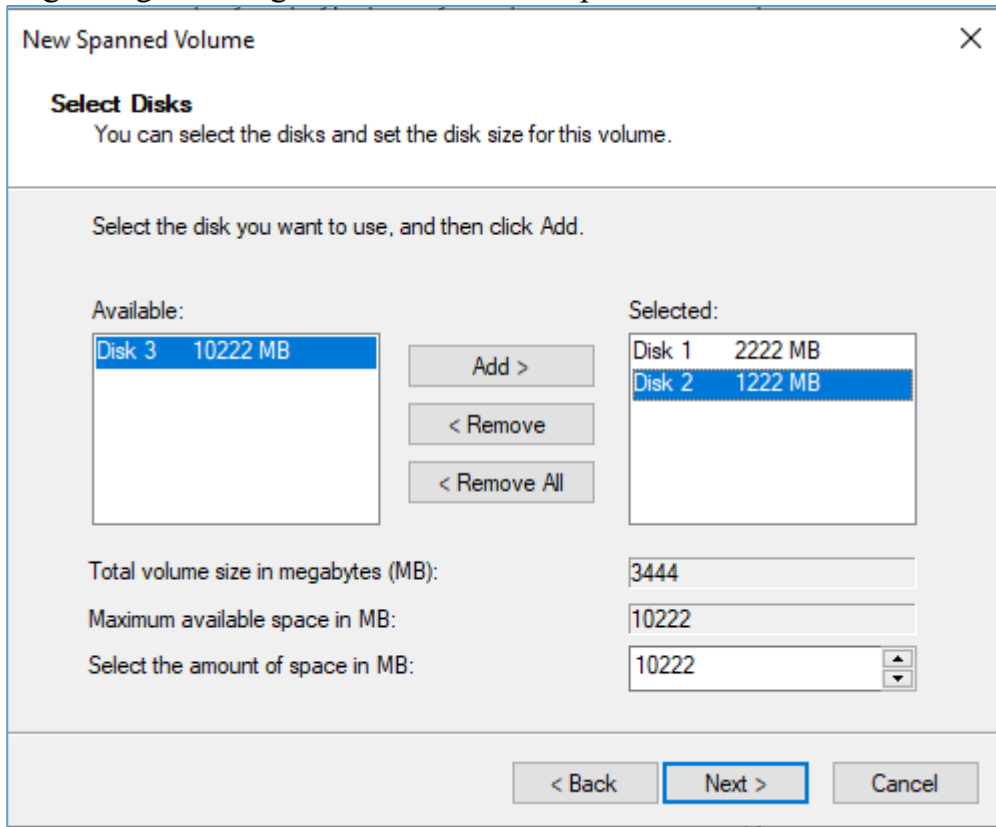 New Spanned Volume
Select Disks
You can select the disks and set the disk size for this volume.
Select the disk you want to use, and then click Add.
Available:
Selected:
Disk 3 10222 MB
Add >
< Remove
< Remove All
Disk 1 2222 MB
Disk 2 1222 MB
Total volume size in megabytes (MB): 3444
Maximum available space in MB: 10222
Select the amount of space in MB: 10222
< Back Next > Cancel